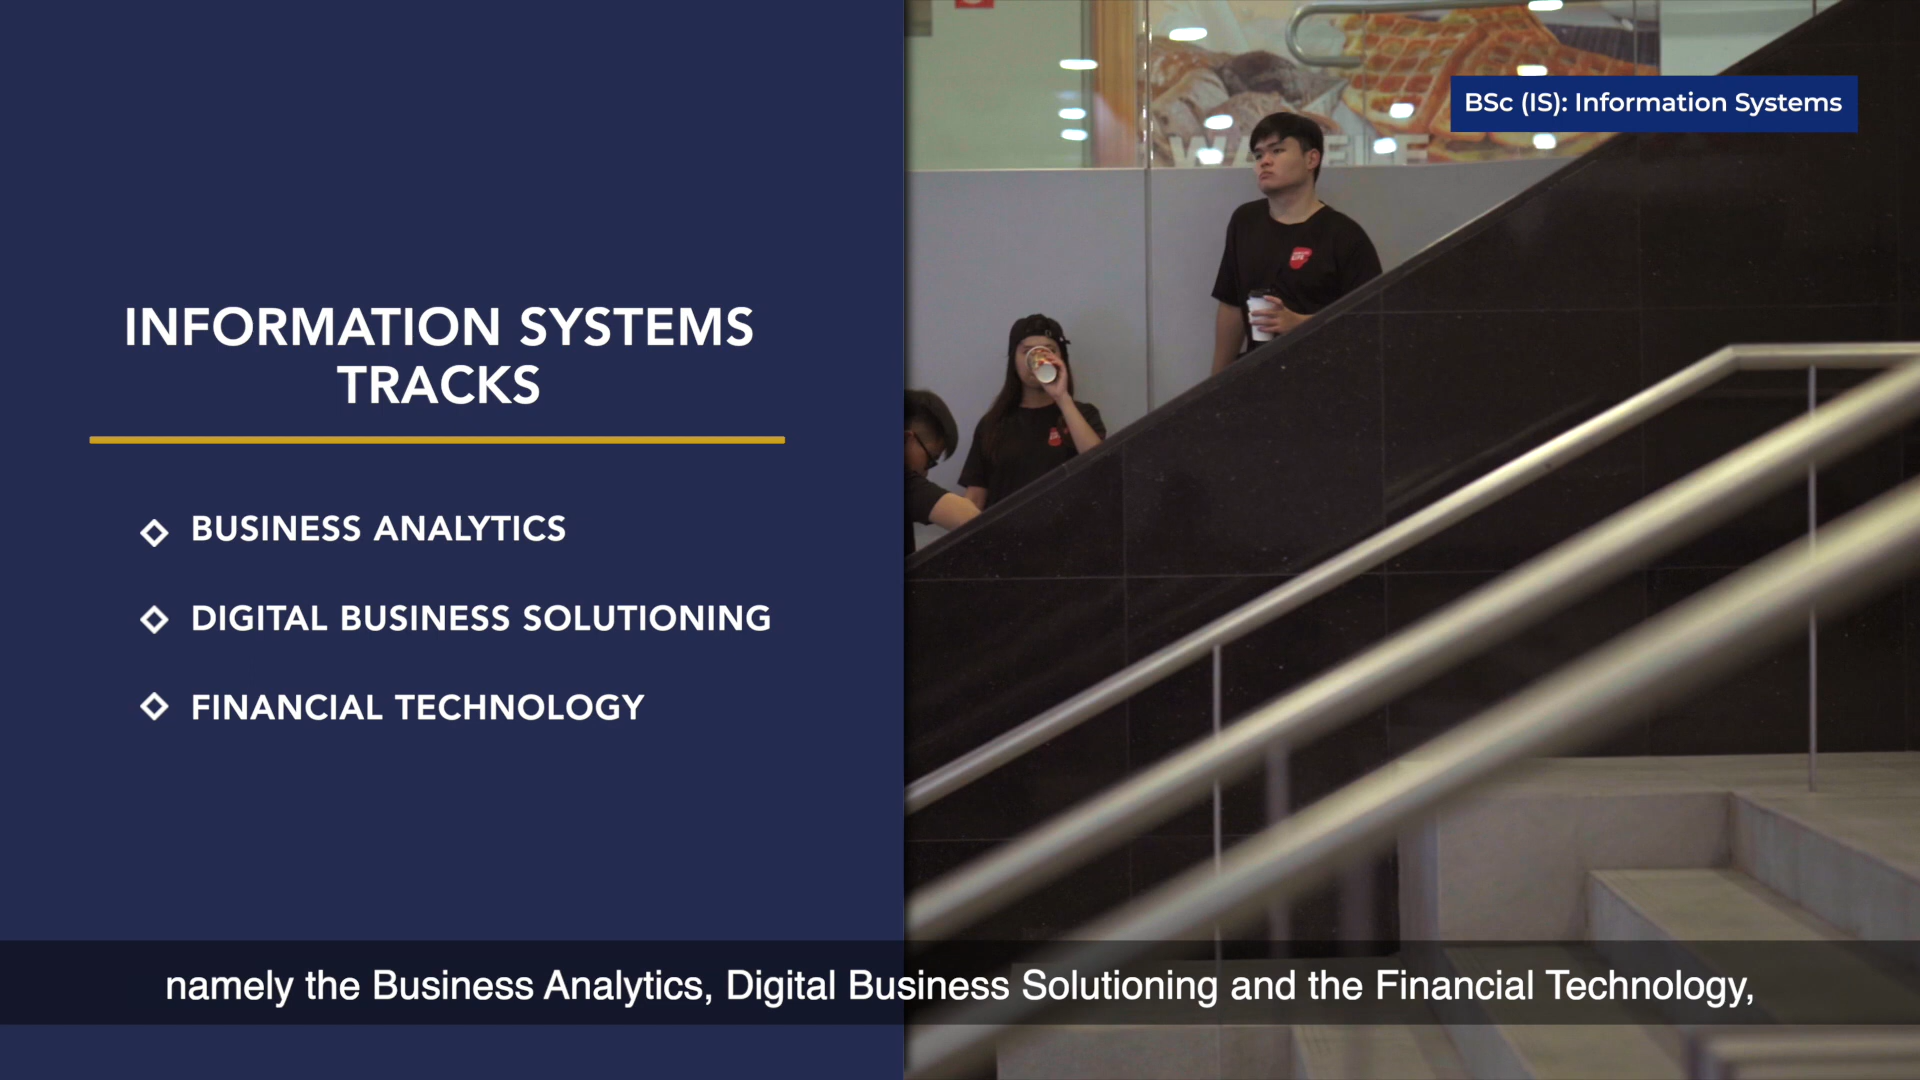 BSc (IS): Information Systems
INFORMATION SYSTEMS
TRACKS
BUSINESS ANALYTICS
DIGITAL BUSINESS SOLUTIONING
FINANCIAL TECHNOLOGY
namely the Business Analytics, Digital Business Solutioning and the Financial Technology,